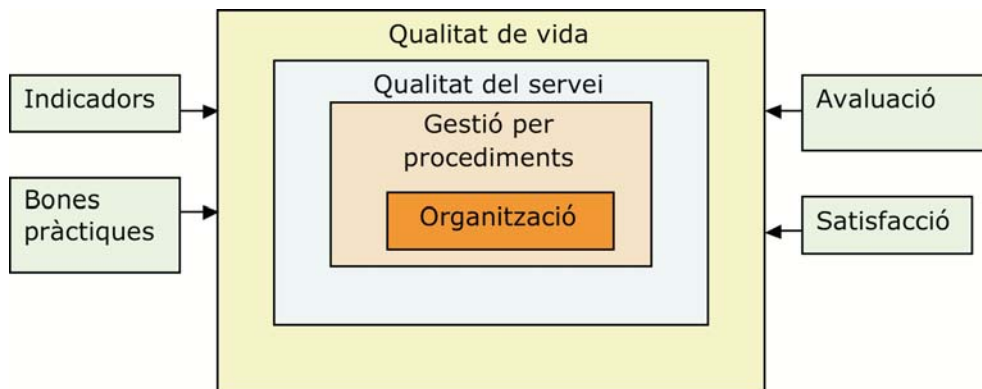 Qualitat de vida
Qualitat del servei
Indicadors
Avaluació
Gestió per
procediments
Bones
pràctiques
Organització
Satisfacció